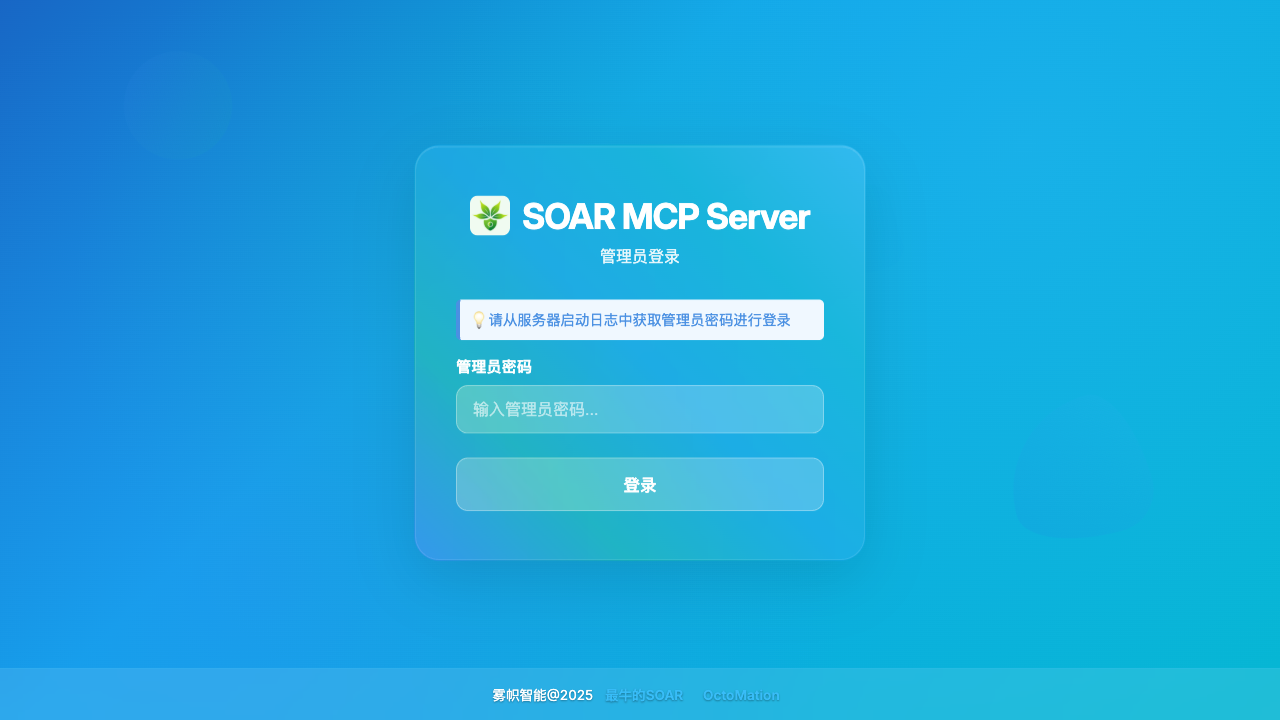 SOAR MCP Server
管理员登录
💡请从服务器启动日志中获取管理员密码进行登录
管理员密码
输入管理员密码...
登录
雾帜智能@2025 最牛的SOAR OctoMation